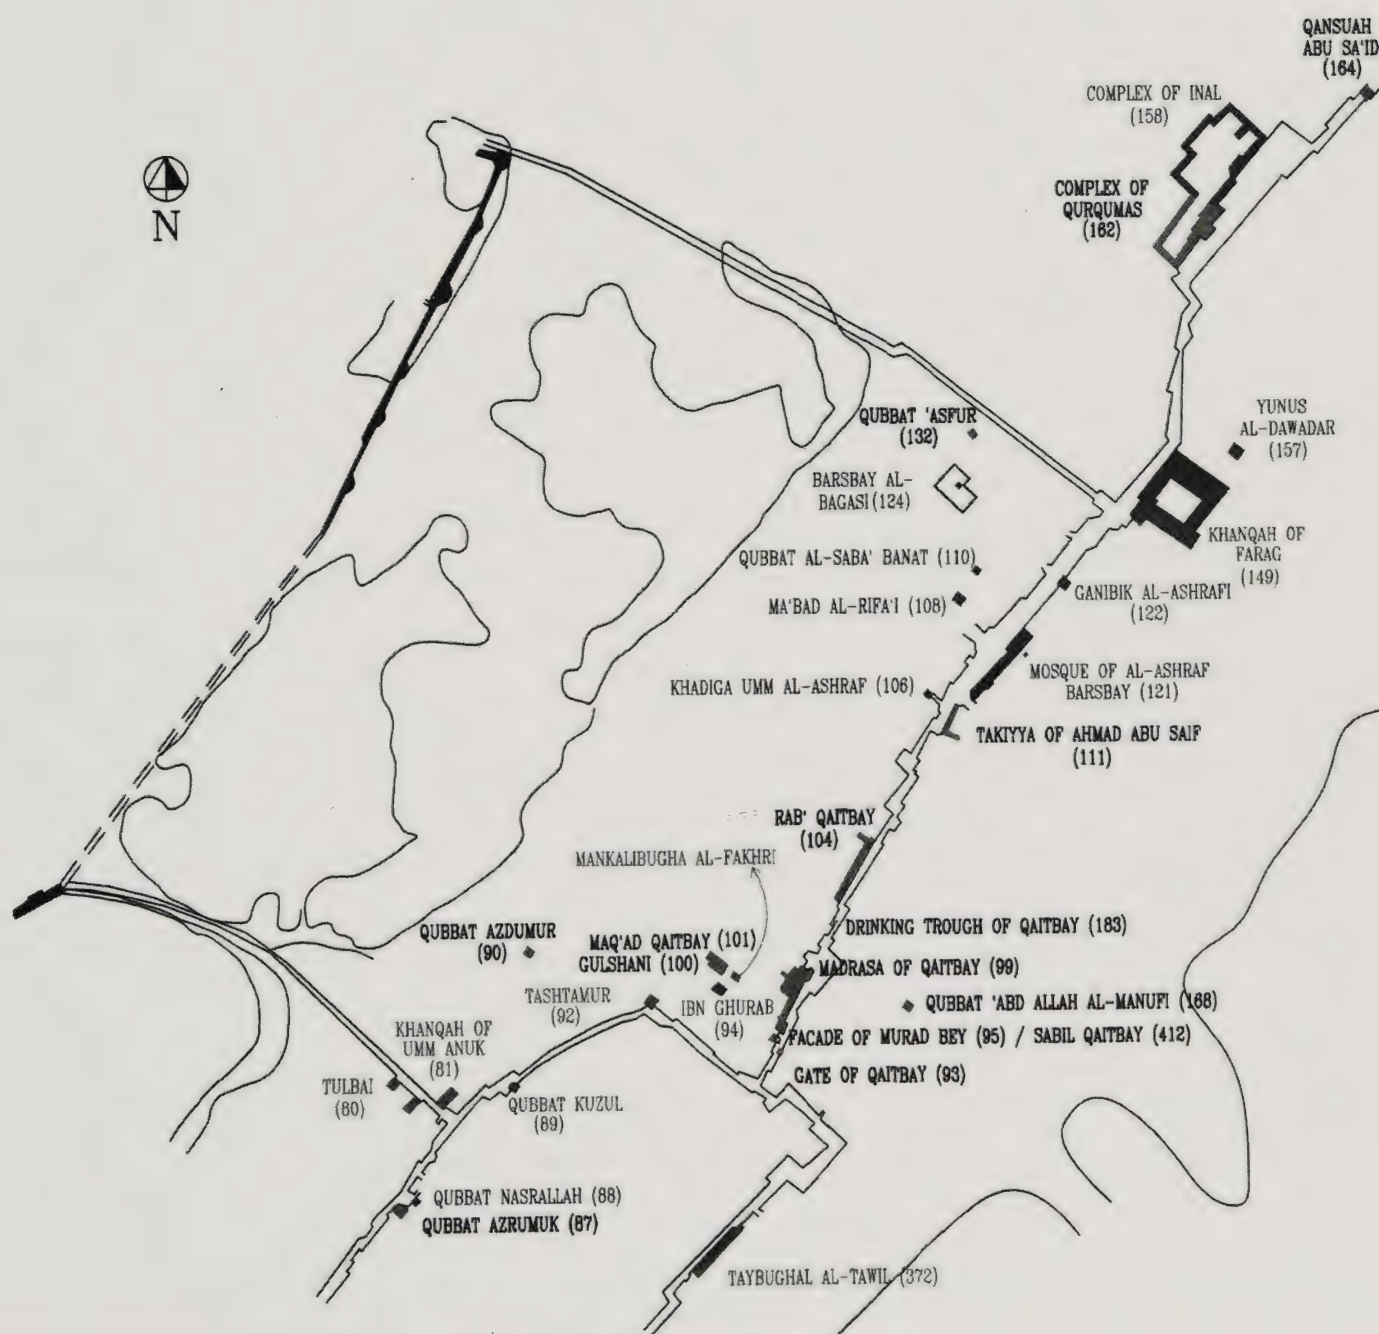 QANSUAH
ABU SA'ID
(164)
COMPLEX OF INAL
(158)
N
COMPLEX OF
QURQUMAS
(162)
YUNUS
AL-DAWADAR
(157)
QUBBAT 'ASFUR
(132)
BARSBAY AL-
BAGASI (124)
KHANQAH OF
FARAG
(149)
QUBBAT AL-SABA' BANAT (110)
MA'BAD AL-RIFA'I (108)
GANIBIK AL-ASHRAFI
(122)
MOSQUE OF AL-ASHRAF
BARSBAY (121)
KHADIGA UMM AL-ASHRAF (106)
TAKIYYA OF AHMAD ABU SAIF
(111)
RAB' QAITBAY
(104)
MANKALIBUGHA AL-FAKHRI
DRINKING TROUGH OF QAITBAY (183)
QUBBAT AZDUMUR
(90)
MAQ'AD QAITBAY (101)
GULSHANI (100)
MADRASA OF QAITBAY (99)
TASHTAMUR
(92)
IBN GHURAB
(94)
QUBBAT 'ABD ALLAH AL-MANUFI (168)
KHANQAH OF
UMM ANUK
(81)
FACADE OF MURAD BEY (95) / SABIL QAITBAY (412)
GATE OF QAITBAY (93)
TULBAI
(80)
QUBBAT KUZUL
(89)
QUBBAT NASRALLAH (88)
QUBBAT AZRUMUK (87)
TAYBUGHAL AL-TAWIL (372)